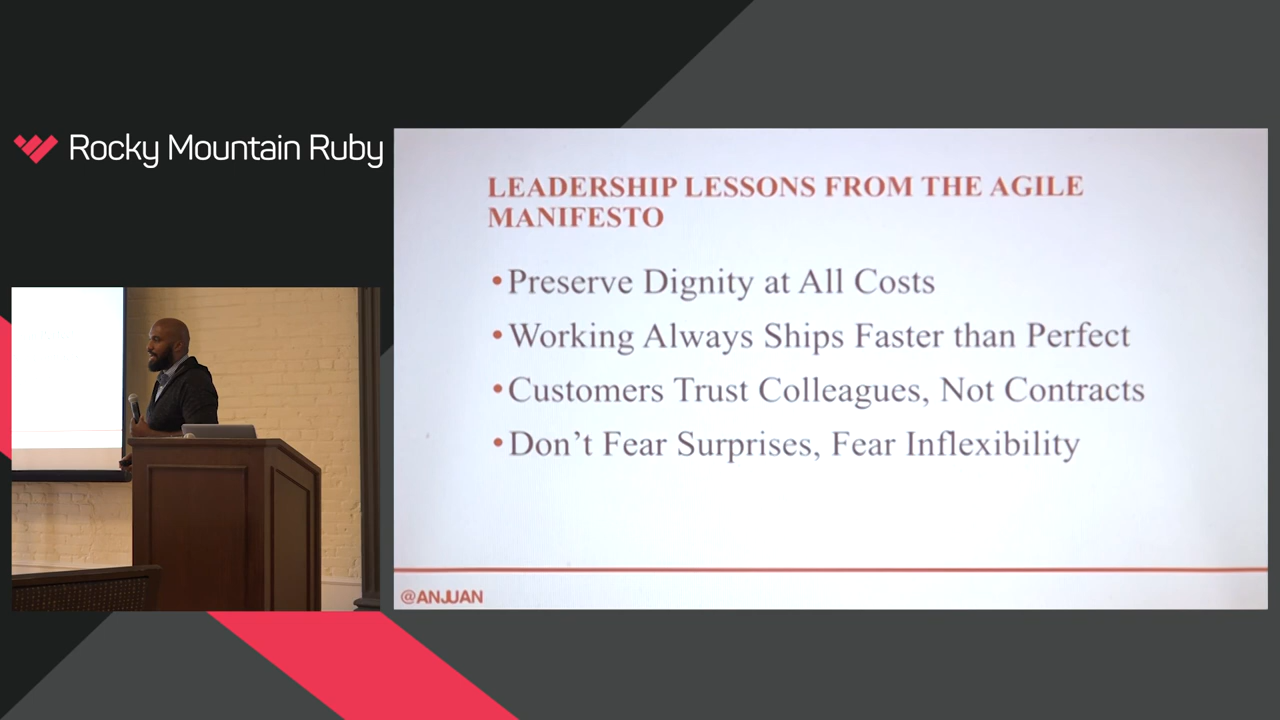 Rocky Mountain Ruby
LEADERSHIP LESSONS FROM THE AGILE
MANIFESTO
•Preserve Dignity at All Costs
•Working Always Ships Faster than Perfect
•Customers Trust Colleagues, Not Contracts
•Don’t Fear Surprises, Fear Inflexibility
@ANJUAN